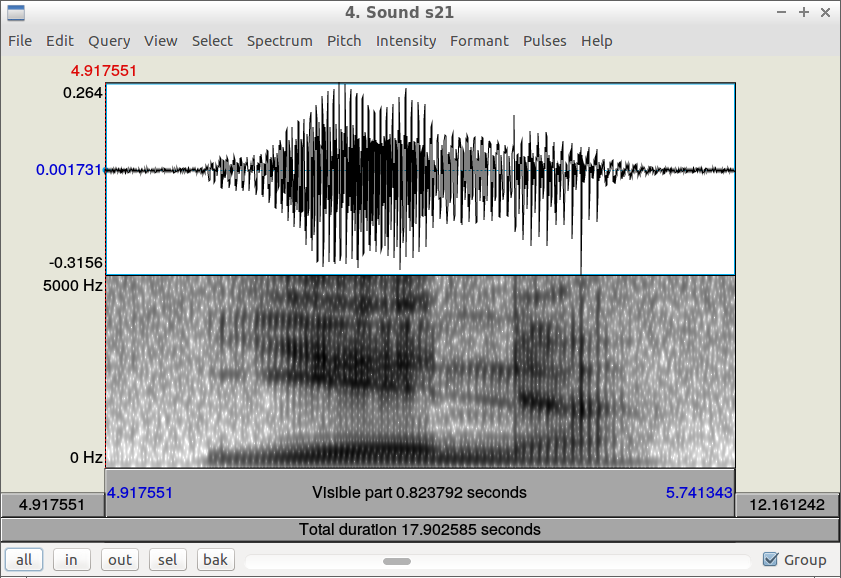 4. Sound s21
File Edit Query View Select Spectrum Pitch Intensity Formant Pulses Help
4.917551
0.264
0.001731
-0.3156
5000 Hz
0 Hz
4.917551 Visible part 0.823792 seconds 5.741343
4.917551 12.161242
Total duration 17.902585 seconds
all in out sel bak Group